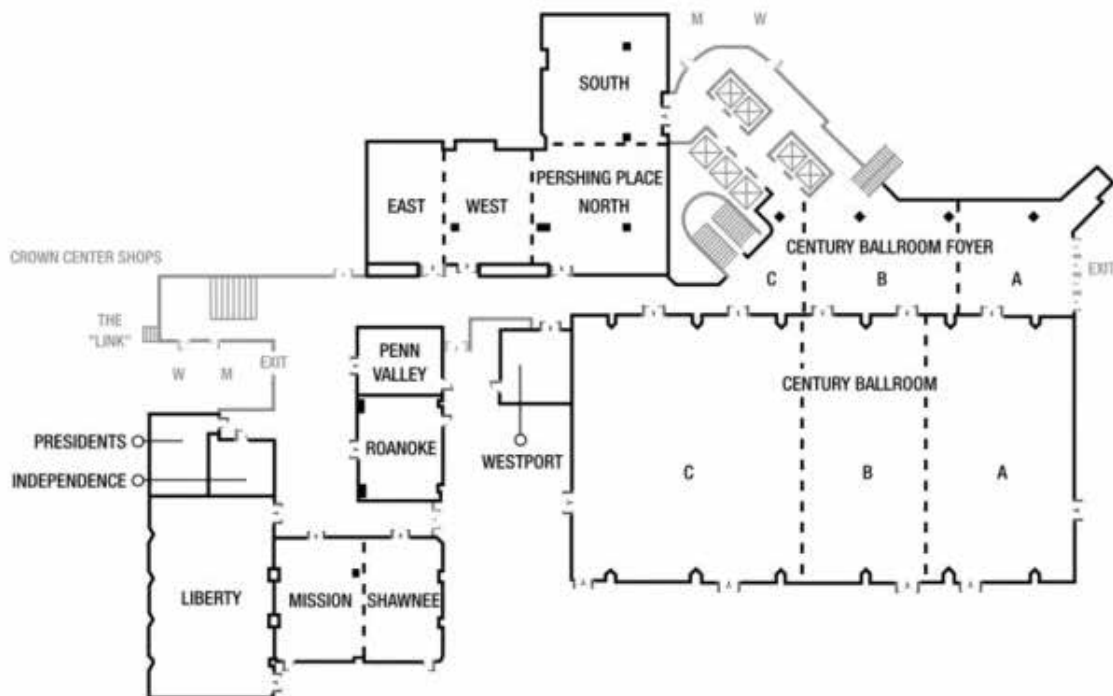 M W
SOUTH
PERSHING PLACE
EAST WEST NORTH
CROWN CENTER SHOPS
CENTURY BALLROOM FOYER
C B A
EXIT
THE
"LINK"
W M
EXIT
PENN
VALLEY
CENTURY BALLROOM
PRESIDENTS
ROANOKE
WESTPORT
INDEPENDENCE
C B A
LIBERTY
MISSION
SHAWNEE